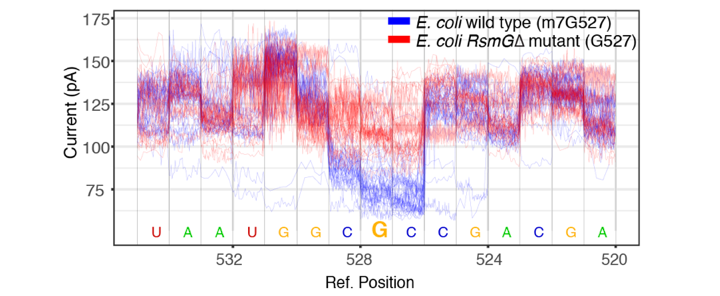 E. coli wild type (m7G527)
E. coli RsmGΔ mutant (G527)
175
150
125
100
75
Current (pA)
U A A U G G C G C C G A C G A
532 528 524 520
Ref. Position